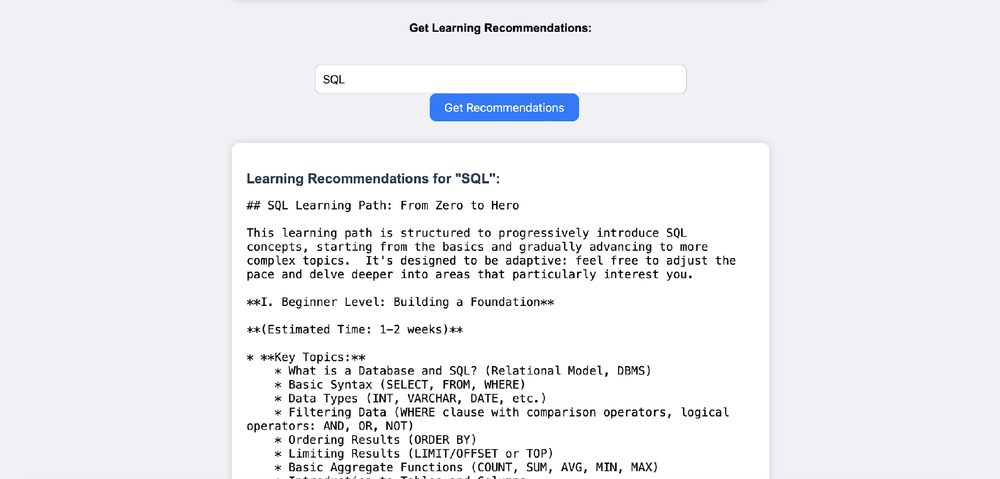 Get Learning Recommendations:
SQL
Get Recommendations
Learning Recommendations for "SQL":
## SQL Learning Path: From Zero to Hero
This learning path is structured to progressively introduce SQL
concepts, starting from the basics and gradually advancing to more
complex topics.  It's designed to be adaptive: feel free to adjust the
pace and delve deeper into areas that particularly interest you.
**I. Beginner Level: Building a Foundation**
**(Estimated Time: 1-2 weeks)**
* **Key Topics:**
    * What is a Database and SQL? (Relational Model, DBMS)
    * Basic Syntax (SELECT, FROM, WHERE)
    * Data Types (INT, VARCHAR, DATE, etc.)
    * Filtering Data (WHERE clause with comparison operators, logical
operators: AND, OR, NOT)
    * Ordering Results (ORDER BY)
    * Limiting Results (LIMIT/OFFSET or TOP)
    * Basic Aggregate Functions (COUNT, SUM, AVG, MIN, MAX)
    * Introduction to Tables and Columns